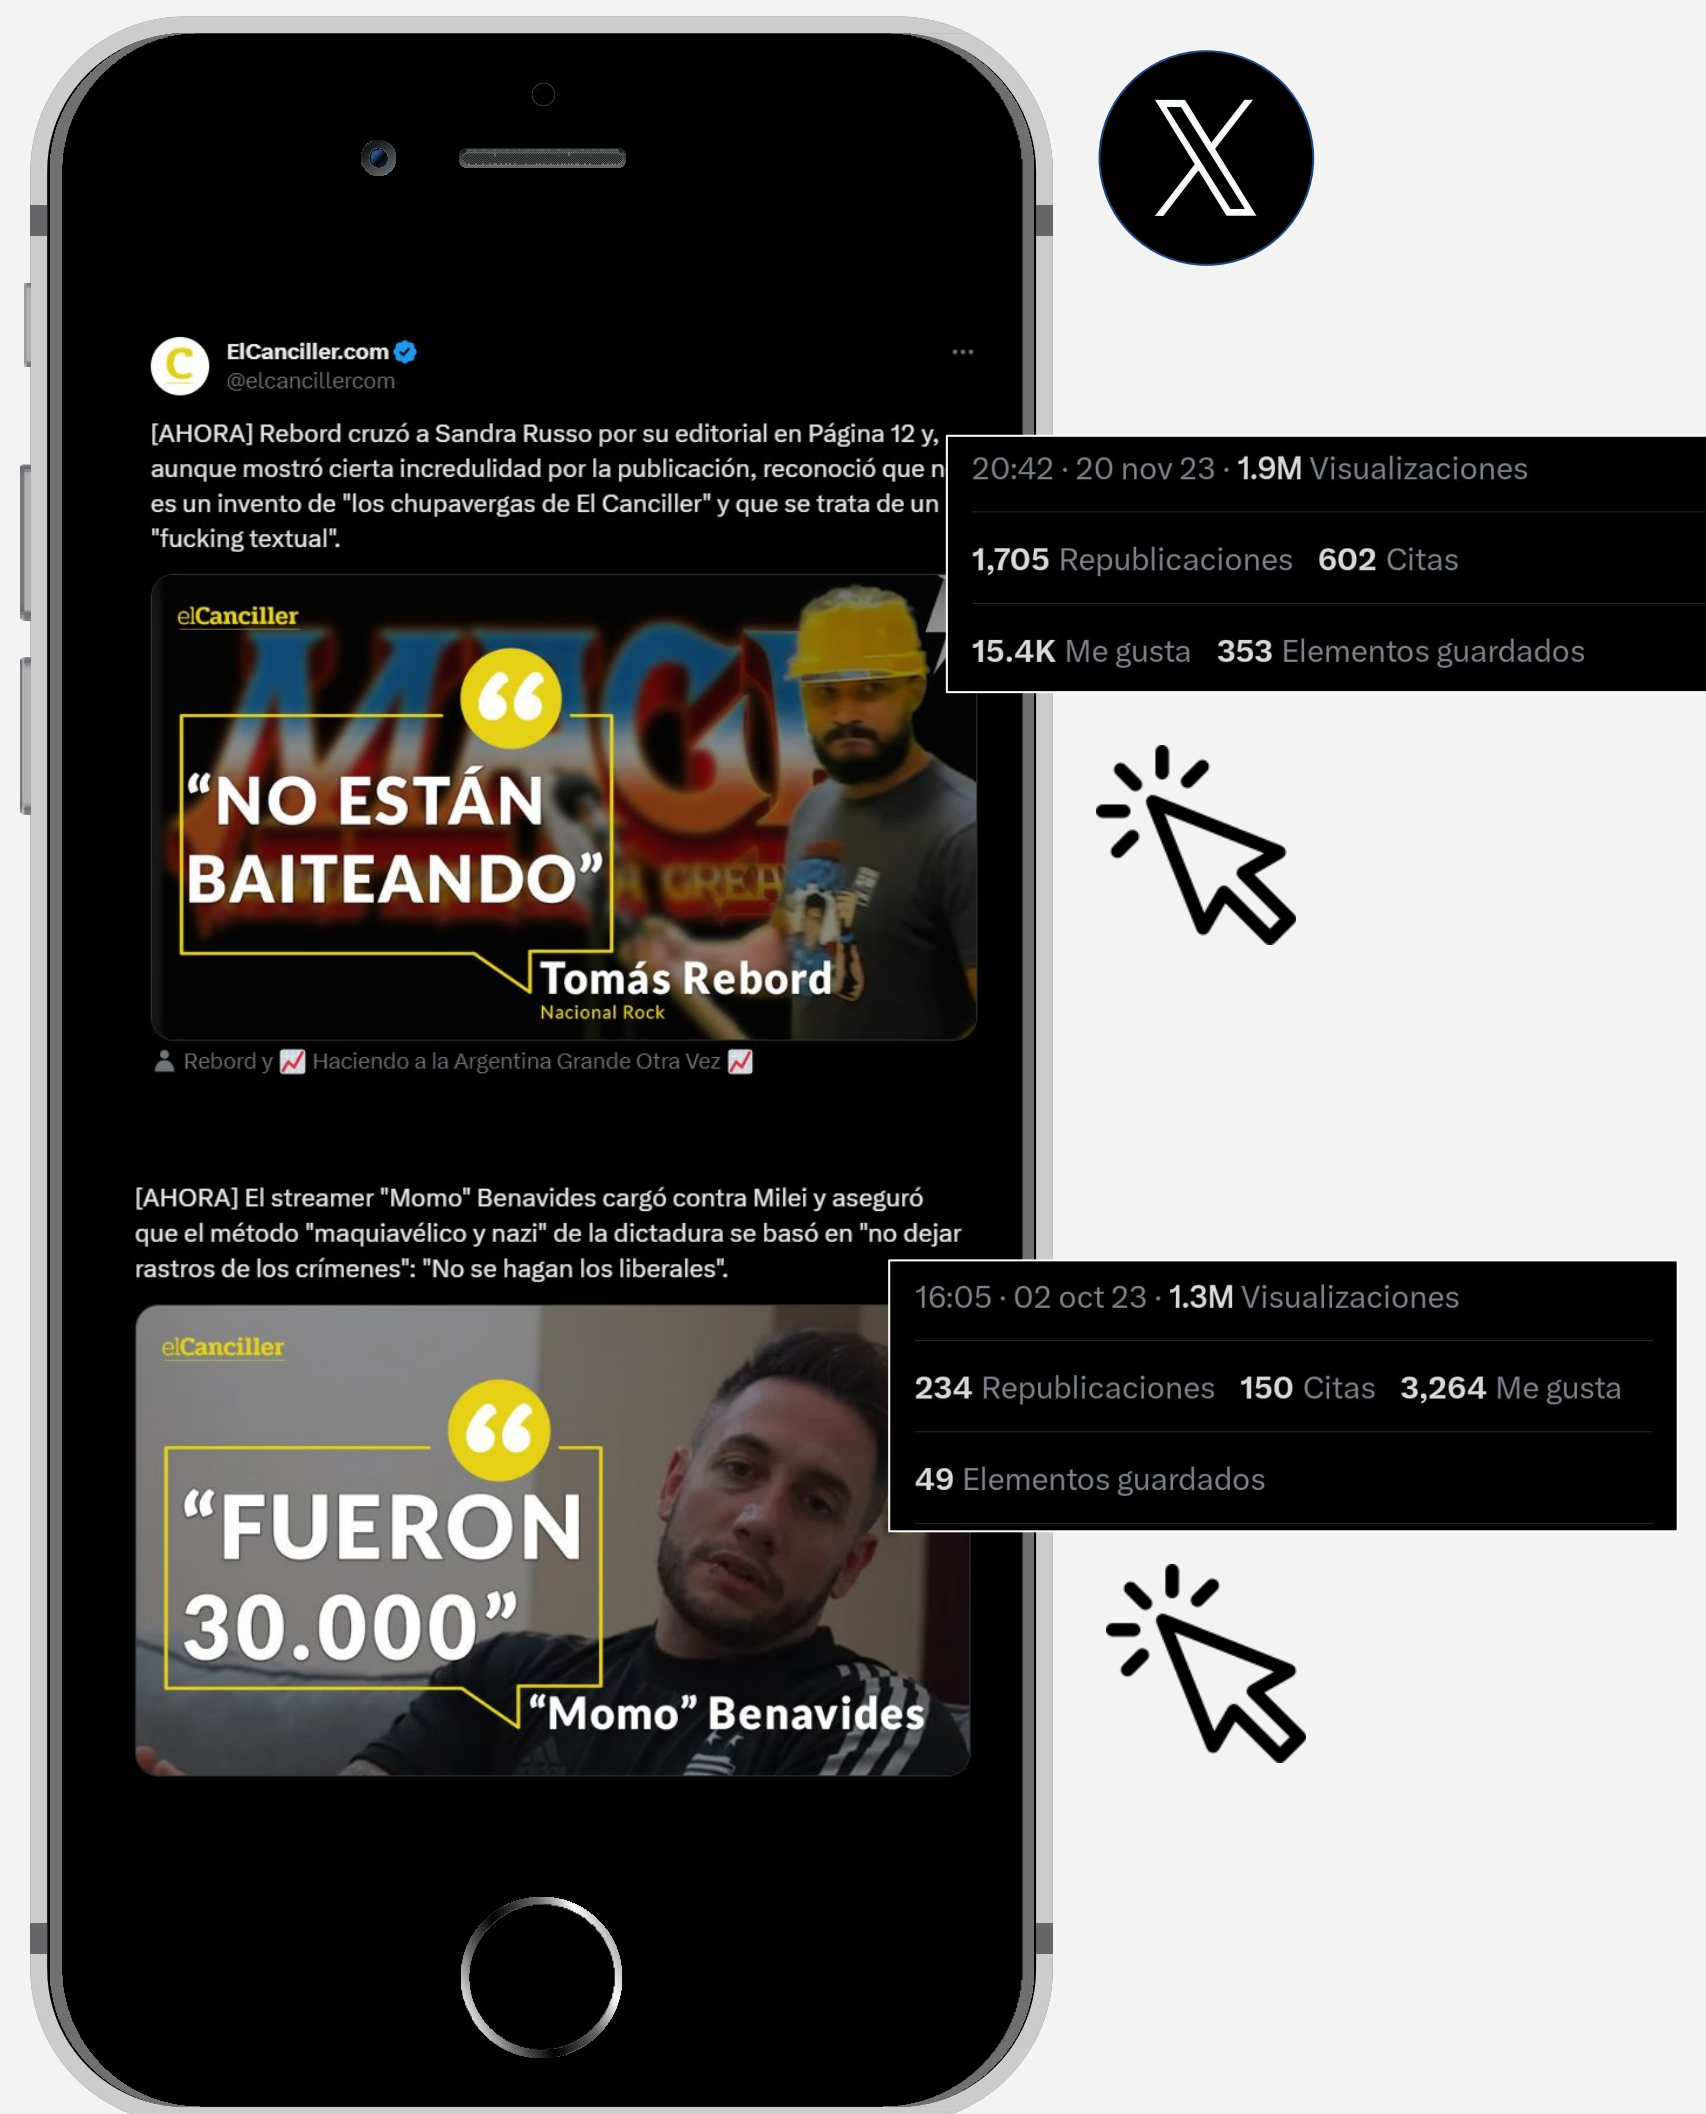 X
ElCanciller.com
@elcancillercom
[AHORA] Rebord cruzó a Sandra Russo por su editorial en Página 12 y,
aunque mostró cierta incredulidad por la publicación, reconoció que n
es un invento de "los chupavergas de El Canciller" y que se trata de un
"fucking textual".
20:42 · 20 nov 23 · 1.9M Visualizaciones
1,705 Republicaciones 602 Citas
15.4K Me gusta 353 Elementos guardados
elCanciller
“NO ESTÁN
BAITEANDO”
Tomás Rebord
Nacional Rock
Rebord y 📈 Haciendo a la Argentina Grande Otra Vez 📈
[AHORA] El streamer "Momo" Benavides cargó contra Milei y aseguró
que el método "maquiavélico y nazi" de la dictadura se basó en "no dejar
rastros de los crímenes": "No se hagan los liberales".
16:05 · 02 oct 23 · 1.3M Visualizaciones
234 Republicaciones 150 Citas 3,264 Me gusta
49 Elementos guardados
elCanciller
“FUERON
30.000”
“Momo” Benavides